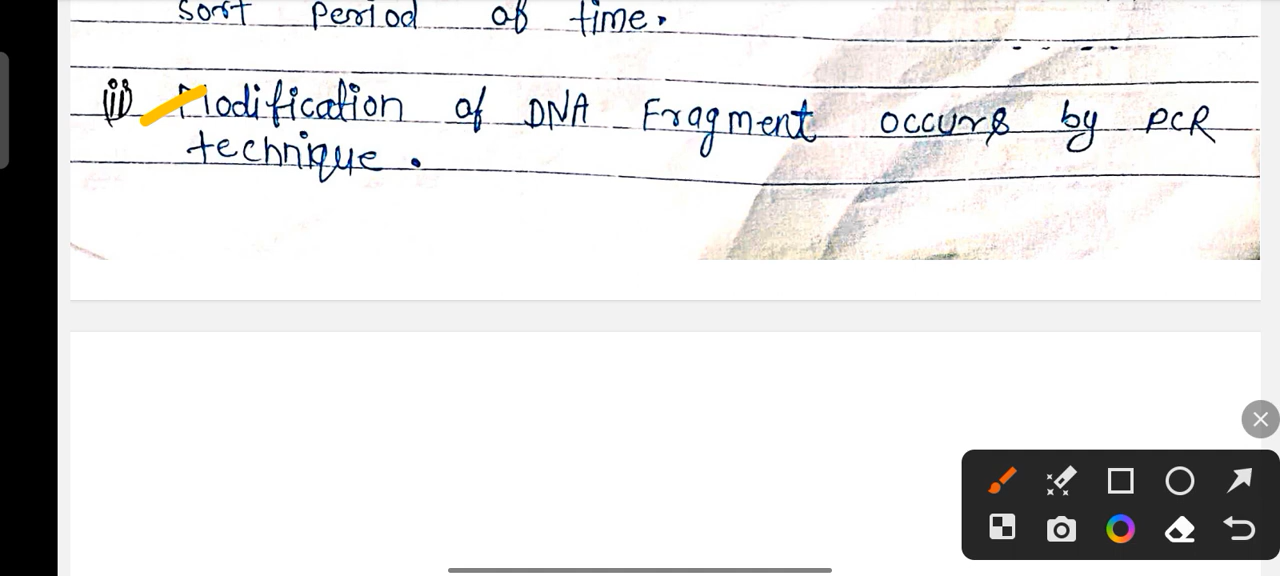 sort period of time.
(ii) Modification of DNA Fragment occurs by PCR
technique.